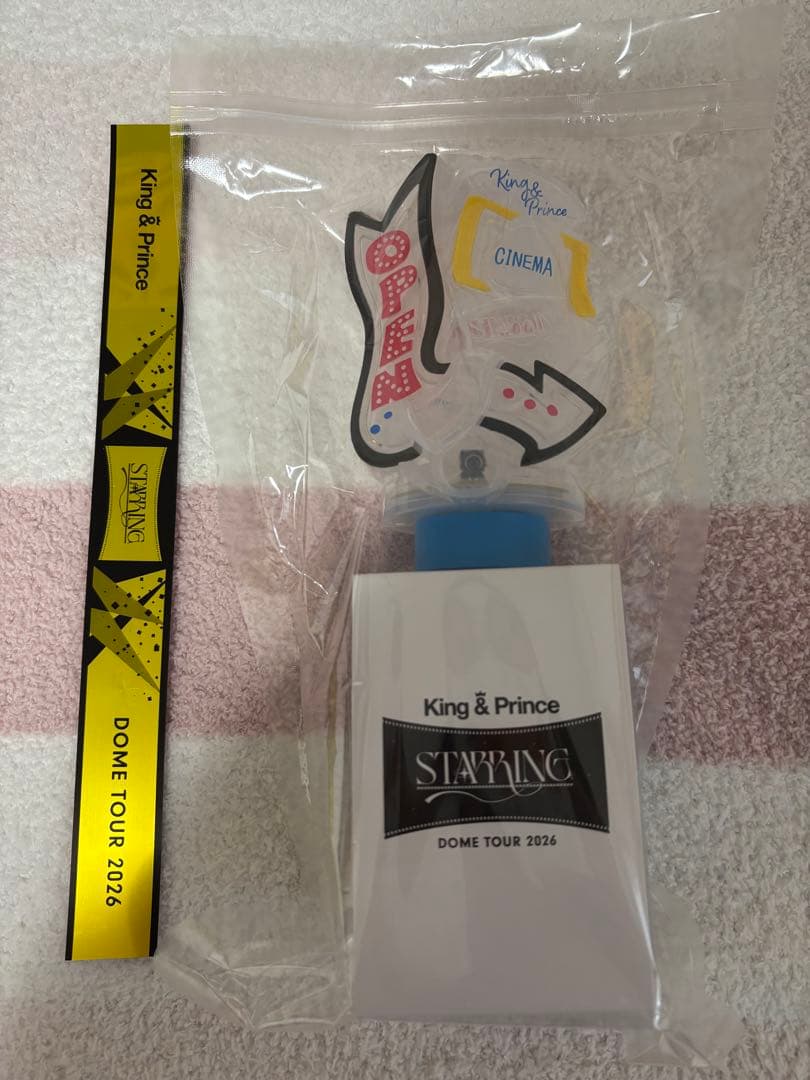 King & Prince
STARRING
DOME TOUR 2026
King &
Prince
CINEMA
OPEN
King & Prince
STARRING
DOME TOUR 2026